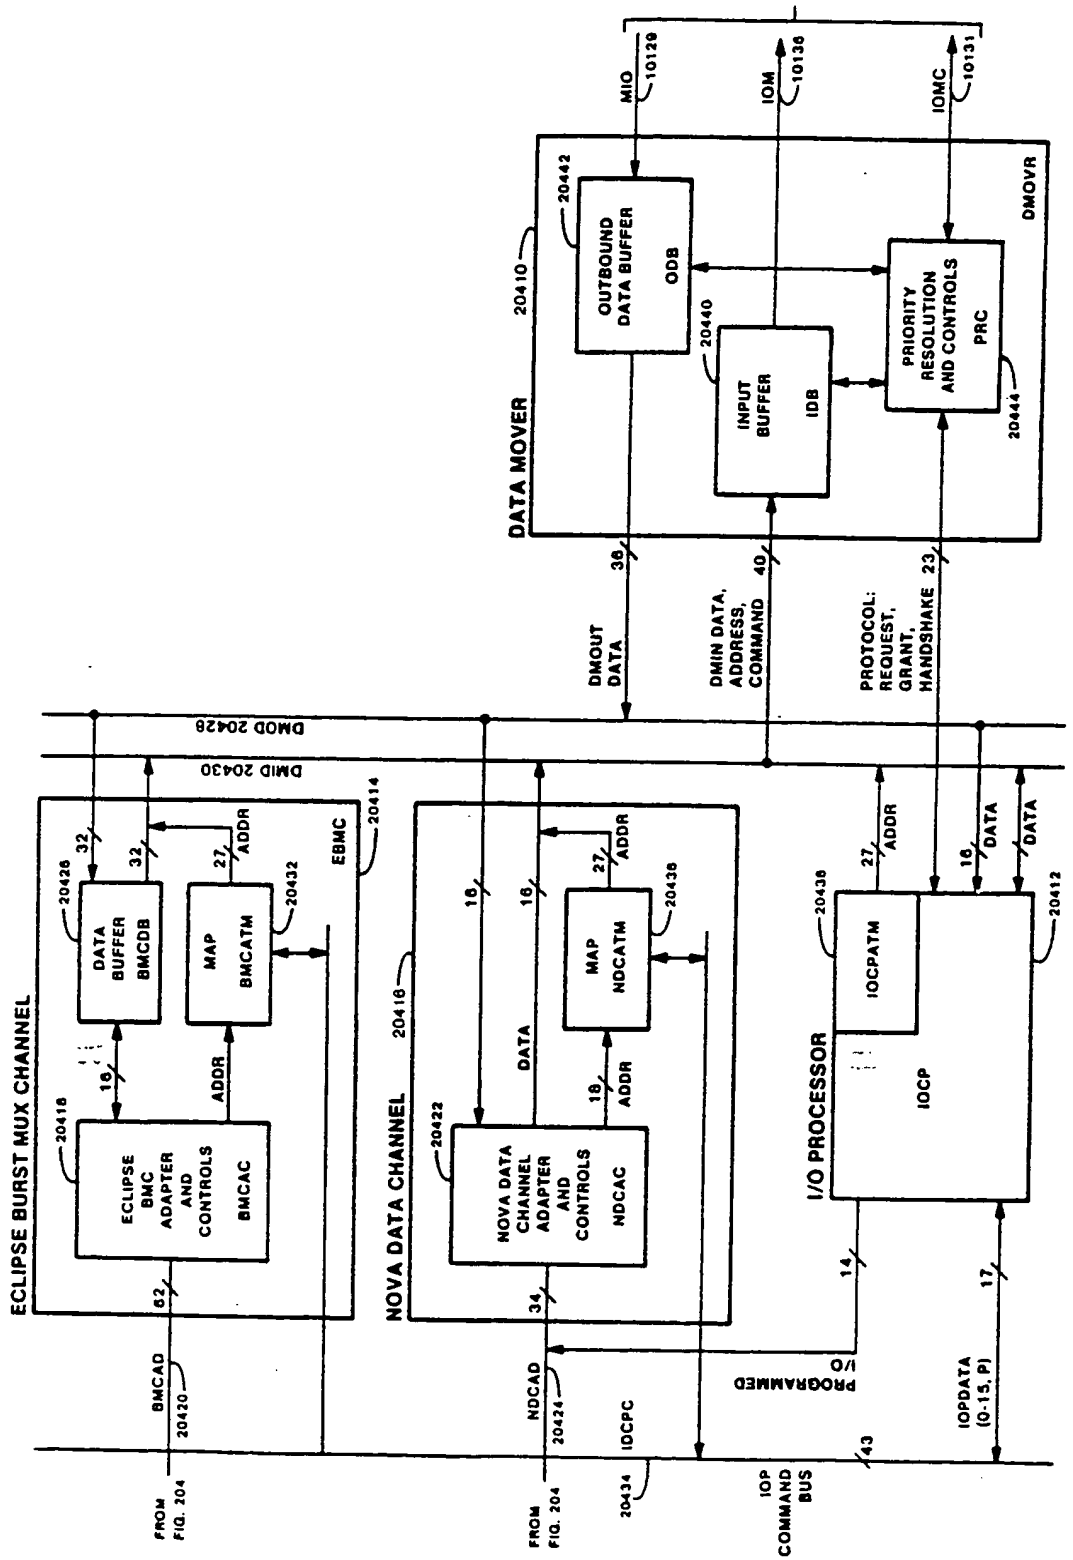 ECLIPSE BURST MUX CHANNEL
FROM
FIG. 204
BMCAD
20420
62
20418
ECLIPSE
BMC
ADAPTER
AND
CONTROLS
BMCAC
16
ADDR
20426
DATA
BUFFER
BMCDB
MAP
BMCATM
20432
32
32
27
ADDR
EBMC
20414
DMID 20430
DMOD 20428
NOVA DATA CHANNEL
20416
FROM
FIG. 204
NDCAD
20424
34
20422
NOVA DATA
CHANNEL
ADAPTER
AND
CONTROLS
NDCAC
16
DATA
16
18
ADDR
MAP
NDCATM
20436
27
ADDR
IOCPC
20434
IOP
COMMAND
BUS
43
PROGRAMMED
I/O
14
IOPDATA
(0-15, P)
17
I/O PROCESSOR
IOCP
IOCPATM
20438
20412
27
ADDR
16
DATA
DATA
DMOUT
DATA
36
DMIN DATA,
ADDRESS,
COMMAND
40
PROTOCOL:
REQUEST,
GRANT,
HANDSHAKE
23
DATA MOVER
20410
OUTBOUND
DATA BUFFER
ODB
20442
INPUT
BUFFER
IDB
20440
PRIORITY
RESOLUTION
AND CONTROLS
PRC
20444
DMOVR
MIO
10129
IOM
10136
IOMC
10131